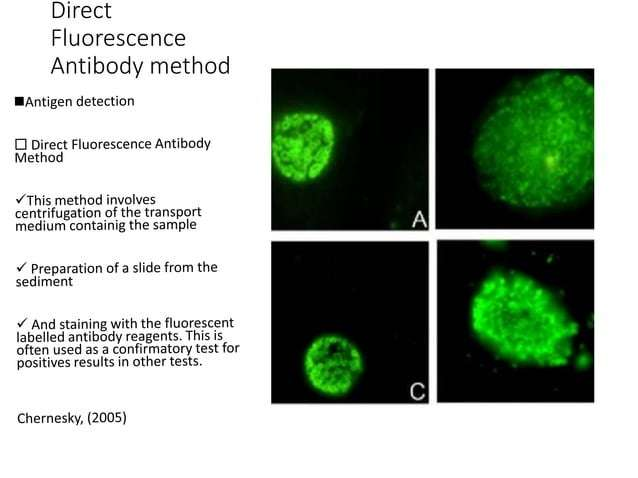 Direct
Fluorescence
Antibody method
■Antigen detection
☐ Direct Fluorescence Antibody
Method
✓This method involves
centrifugation of the transport
medium containig the sample
✓ Preparation of a slide from the
sediment
✓ And staining with the fluorescent
labelled antibody reagents. This is
often used as a confirmatory test for
positives results in other tests.
Chernesky, (2005)
A
C